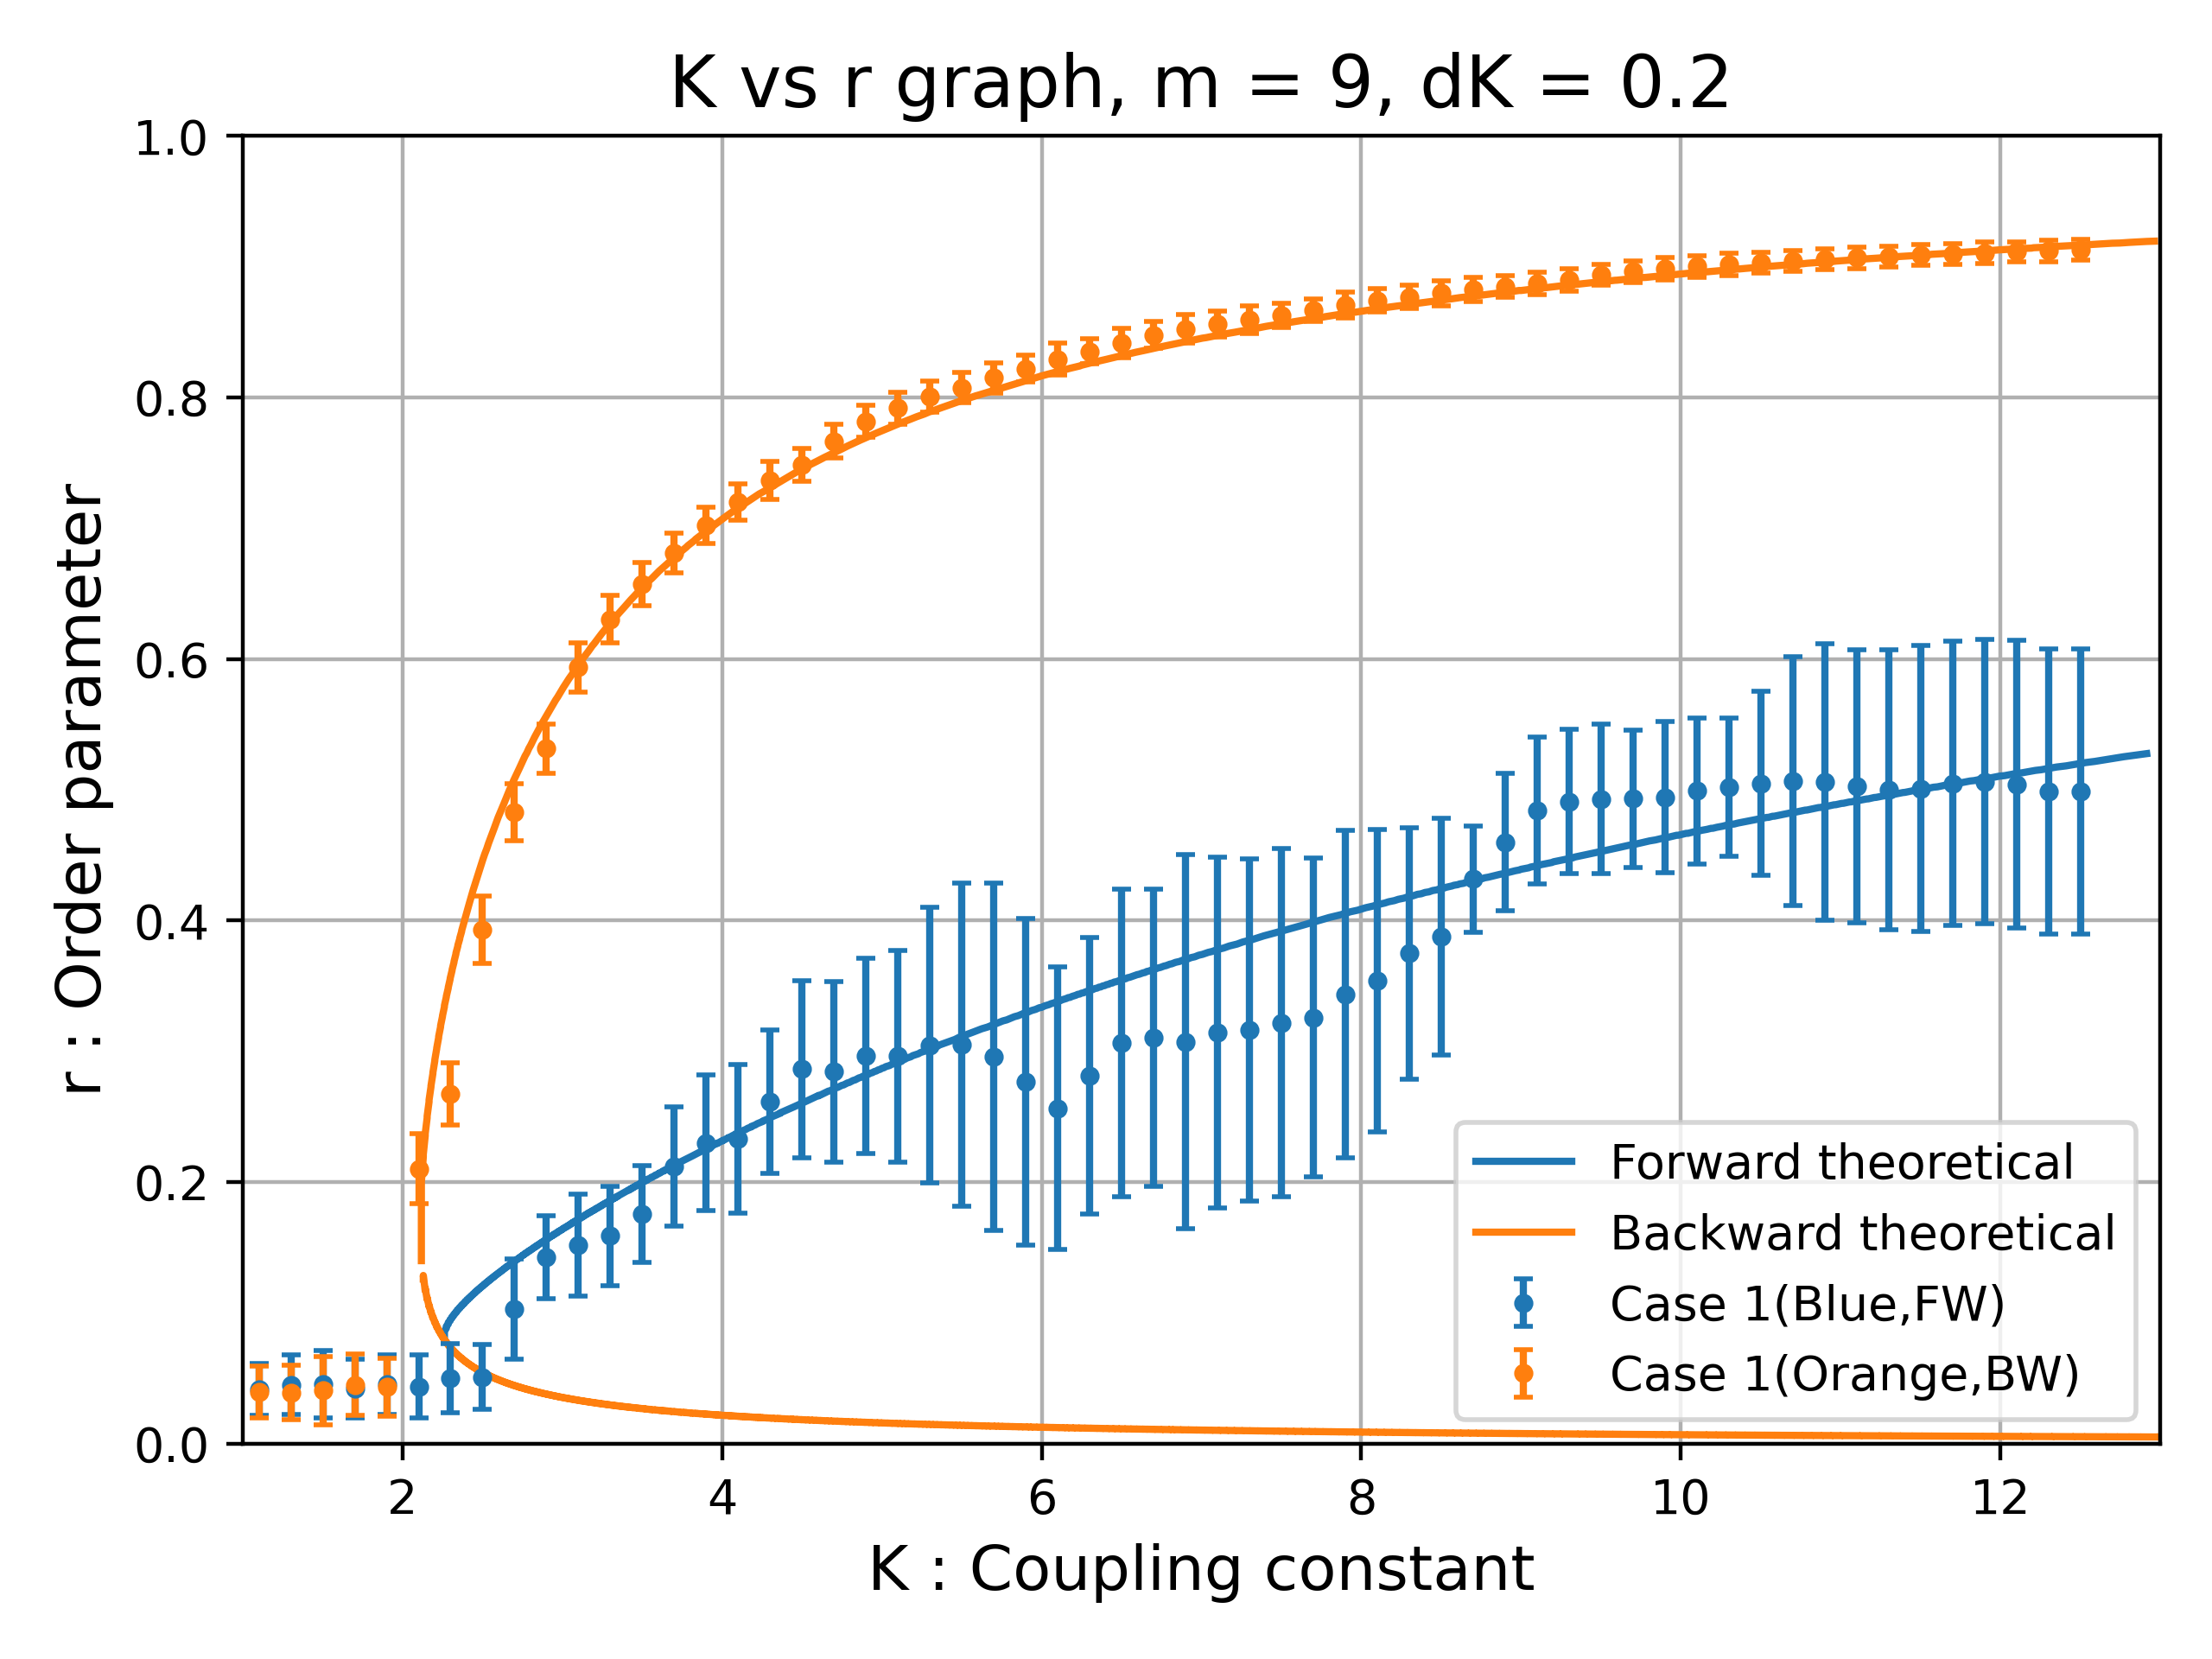 K vs r graph, m = 9, dK = 0.2
1.0
0.8
0.6
0.4
0.2
0.0
r : Order parameter
Forward theoretical
Backward theoretical
Case 1(Blue,FW)
Case 1(Orange,BW)
2 4 6 8 10 12
K : Coupling constant